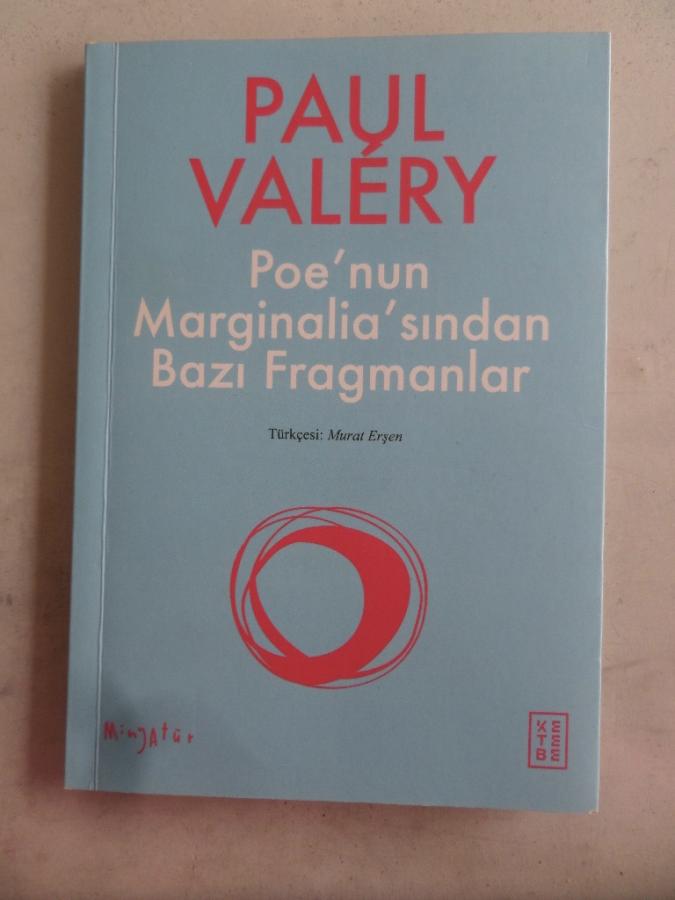 PAUL
VALÉRY
Poe'nun
Marginalia'sından
Bazı Fragmanlar
Türkçesi: Murat Erşen
MinyAtür
KETEBE